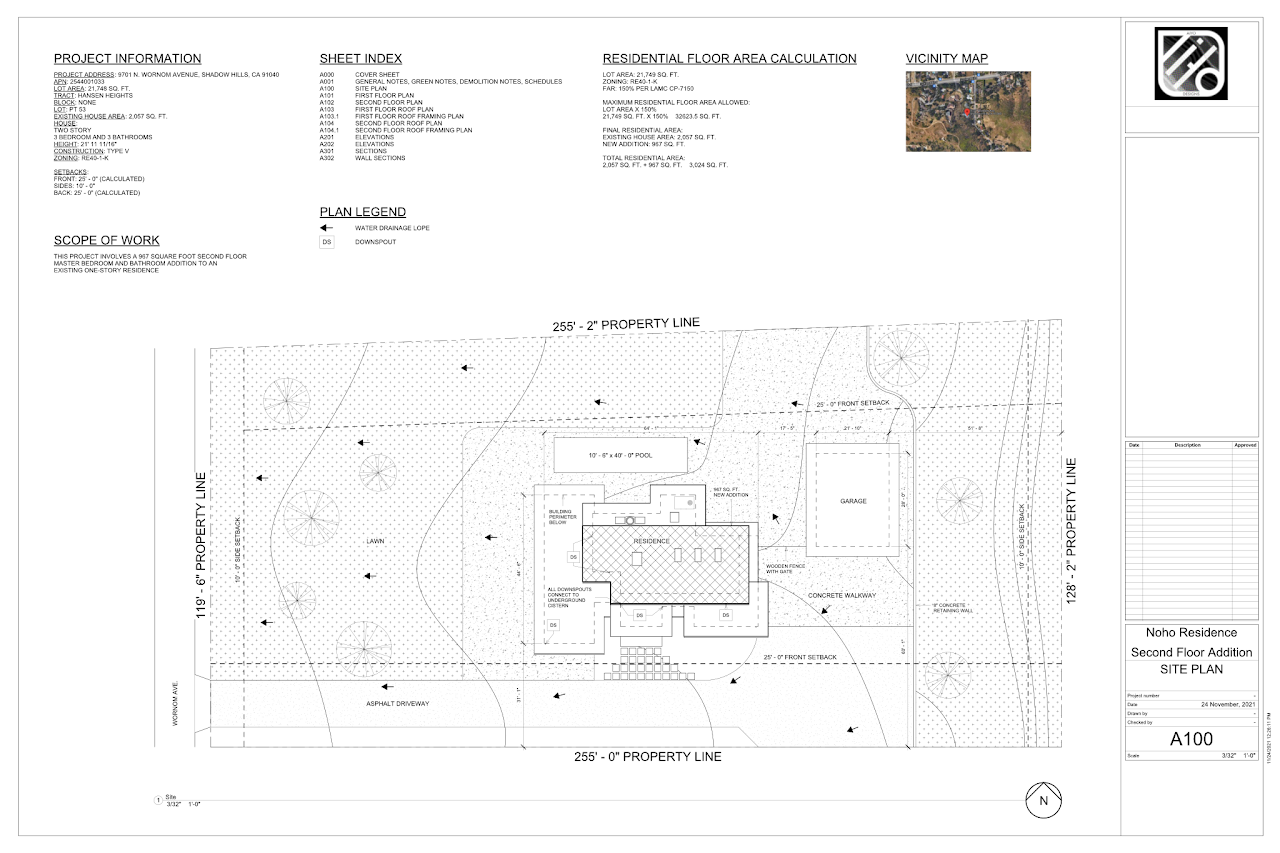 PROJECT INFORMATION
PROJECT ADDRESS: 9701 N. WORNOM AVENUE, SHADOW HILLS, CA 91040
APN: 2544001033
LOT AREA: 21,748 SQ. FT.
TRACT: HANSEN HEIGHTS
BLOCK: NONE
LOT: PT 53
EXISTING HOUSE AREA: 2,057 SQ. FT.
HOUSE:
TWO STORY
3 BEDROOM AND 3 BATHROOMS
HEIGHT: 21' 11 11/16"
CONSTRUCTION: TYPE V
ZONING: RE40-1-K
SETBACKS:
FRONT: 25' - 0" (CALCULATED)
SIDES: 10' - 0"
BACK: 25' - 0" (CALCULATED)
SCOPE OF WORK
THIS PROJECT INVOLVES A 967 SQUARE FOOT SECOND FLOOR
MASTER BEDROOM AND BATHROOM ADDITION TO AN
EXISTING ONE-STORY RESIDENCE
SHEET INDEX
A000 COVER SHEET
A001 GENERAL NOTES, GREEN NOTES, DEMOLITION NOTES, SCHEDULES
A100 SITE PLAN
A101 FIRST FLOOR PLAN
A102 SECOND FLOOR PLAN
A103 FIRST FLOOR ROOF PLAN
A103.1 FIRST FLOOR ROOF FRAMING PLAN
A104 SECOND FLOOR ROOF PLAN
A104.1 SECOND FLOOR ROOF FRAMING PLAN
A201 ELEVATIONS
A202 ELEVATIONS
A301 SECTIONS
A302 WALL SECTIONS
PLAN LEGEND
WATER DRAINAGE LOPE
DS DOWNSPOUT
RESIDENTIAL FLOOR AREA CALCULATION
LOT AREA: 21,749 SQ. FT.
ZONING: RE40-1-K
FAR: 150% PER LAMC CP-7150
MAXIMUM RESIDENTIAL FLOOR AREA ALLOWED:
LOT AREA X 150%
21,749 SQ. FT. X 150% 32623.5 SQ. FT.
FINAL RESIDENTIAL AREA:
EXISTING HOUSE AREA: 2,057 SQ. FT.
NEW ADDITION: 967 SQ. FT.
TOTAL RESIDENTIAL AREA:
2,057 SQ. FT. + 967 SQ. FT. 3,024 SQ. FT.
VICINITY MAP
255' - 2" PROPERTY LINE
25' - 0" FRONT SETBACK
64' - 1"
17' - 5"
21' - 10"
51' - 8"
10' - 6" x 40' - 0" POOL
967 SQ. FT.
NEW ADDITION
GARAGE
BUILDING
PERIMETER
BELOW
RESIDENCE
LAWN
DS
WOODEN FENCE
WITH GATE
ALL DOWNSPOUTS
CONNECT TO
UNDERGROUND
CISTERN
CONCRETE WALKWAY
8" CONCRETE
RETAINING WALL
DS
DS
DS
25' - 0" FRONT SETBACK
ASPHALT DRIVEWAY
WORNOM AVE.
119' - 6" PROPERTY LINE
10' - 0" SIDE SETBACK
10' - 0" SIDE SETBACK
128' - 2" PROPERTY LINE
255' - 0" PROPERTY LINE
1 Site
3/32" 1'-0"
N
Date Description Approved
Noho Residence
Second Floor Addition
SITE PLAN
Project number -
Date 24 November, 2021
Drawn by -
Checked by -
A100
Scale 3/32" 1'-0"